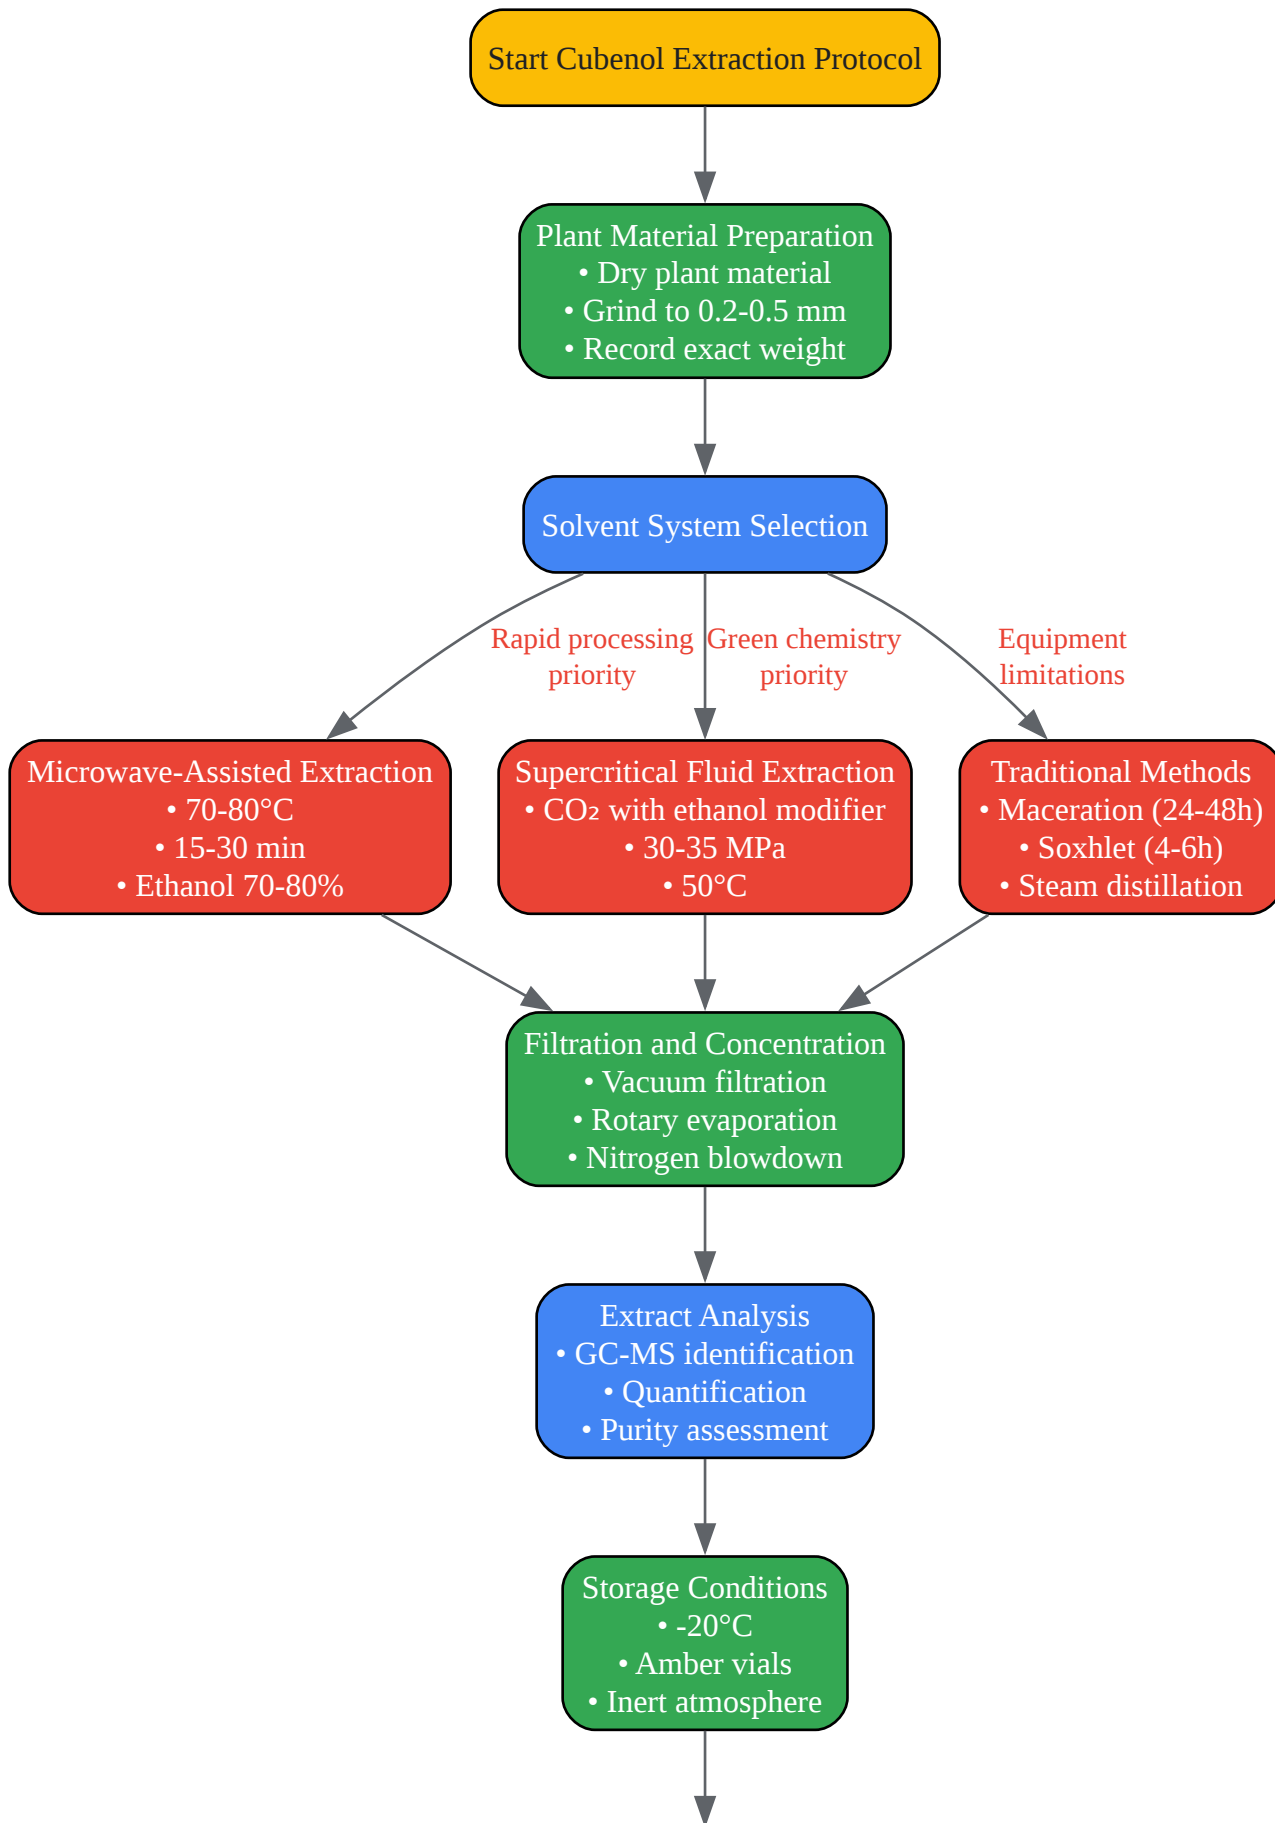 Start Cubenol Extraction Protocol
Plant Material Preparation
• Dry plant material
• Grind to 0.2-0.5 mm
• Record exact weight
Solvent System Selection
Rapid processing
priority
Green chemistry
priority
Equipment
limitations
Microwave-Assisted Extraction
• 70-80°C
• 15-30 min
• Ethanol 70-80%
Supercritical Fluid Extraction
• CO₂ with ethanol modifier
• 30-35 MPa
• 50°C
Traditional Methods
• Maceration (24-48h)
• Soxhlet (4-6h)
• Steam distillation
Filtration and Concentration
• Vacuum filtration
• Rotary evaporation
• Nitrogen blowdown
Extract Analysis
• GC-MS identification
• Quantification
• Purity assessment
Storage Conditions
• -20°C
• Amber vials
• Inert atmosphere